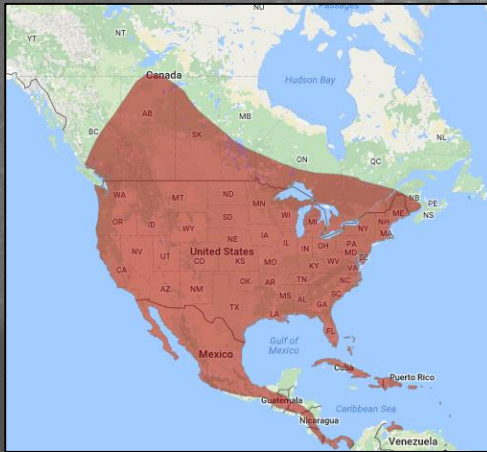 Passages
NU
YT
NT
Canada
Hudson Bay
AB
BC
MB
NL
SK
ON
QC
NB
PE
NS
WA
MT
ND
MN
ME
OR
ID
SD
WI
MI
NY
NH
MA
WY
IA
NE
IL
IN
OH
PA
NV
UT
United States
CO
KS
MO
KY
WV
MD
DE
VA
CA
OK
AR
TN
NC
AZ
NM
MS
AL
SC
GA
TX
LA
FL
Gulf of
Mexico
Mexico
Cuba
Puerto Rico
Guatemala
Caribbean Sea
Nicaragua
Venezuela